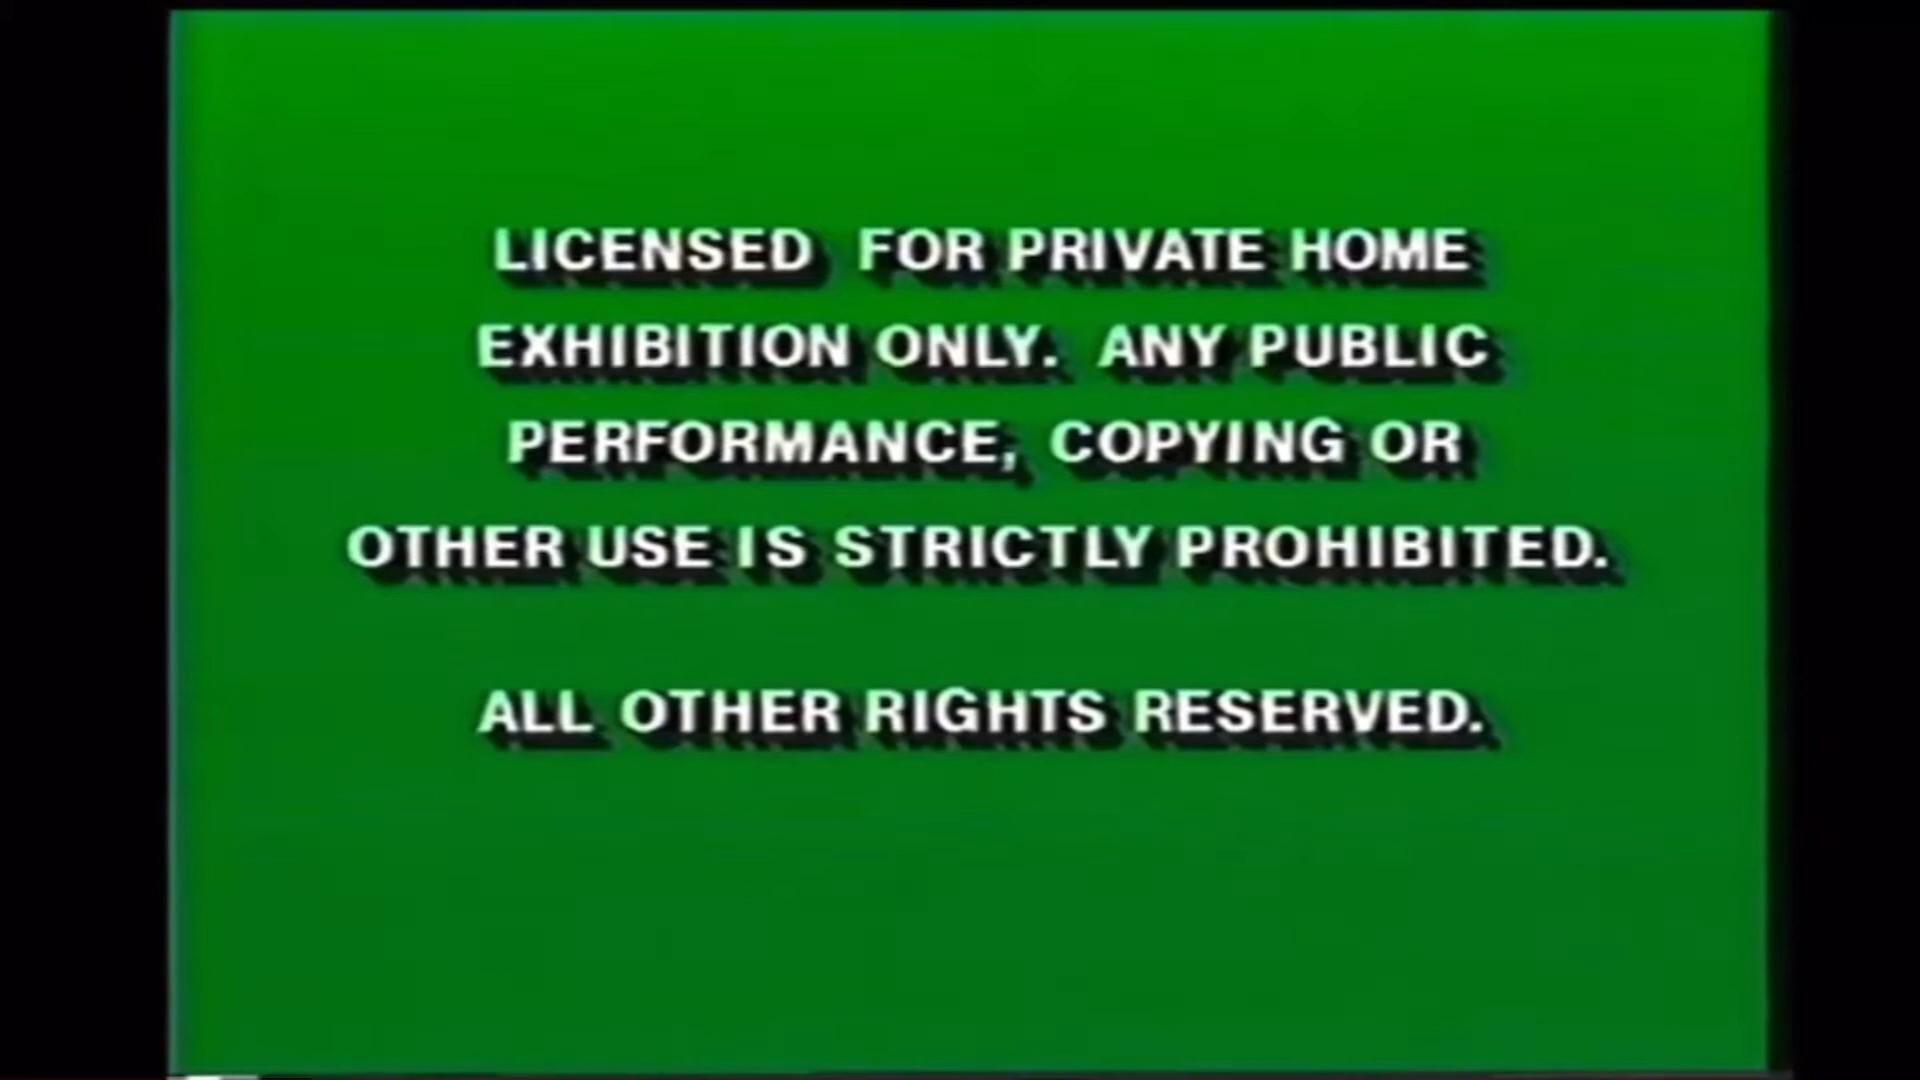 LICENSED FOR PRIVATE HOME
EXHIBITION ONLY. ANY PUBLIC
PERFORMANCE, COPYING OR
OTHER USE IS STRICTLY PROHIBITED.
ALL OTHER RIGHTS RESERVED.